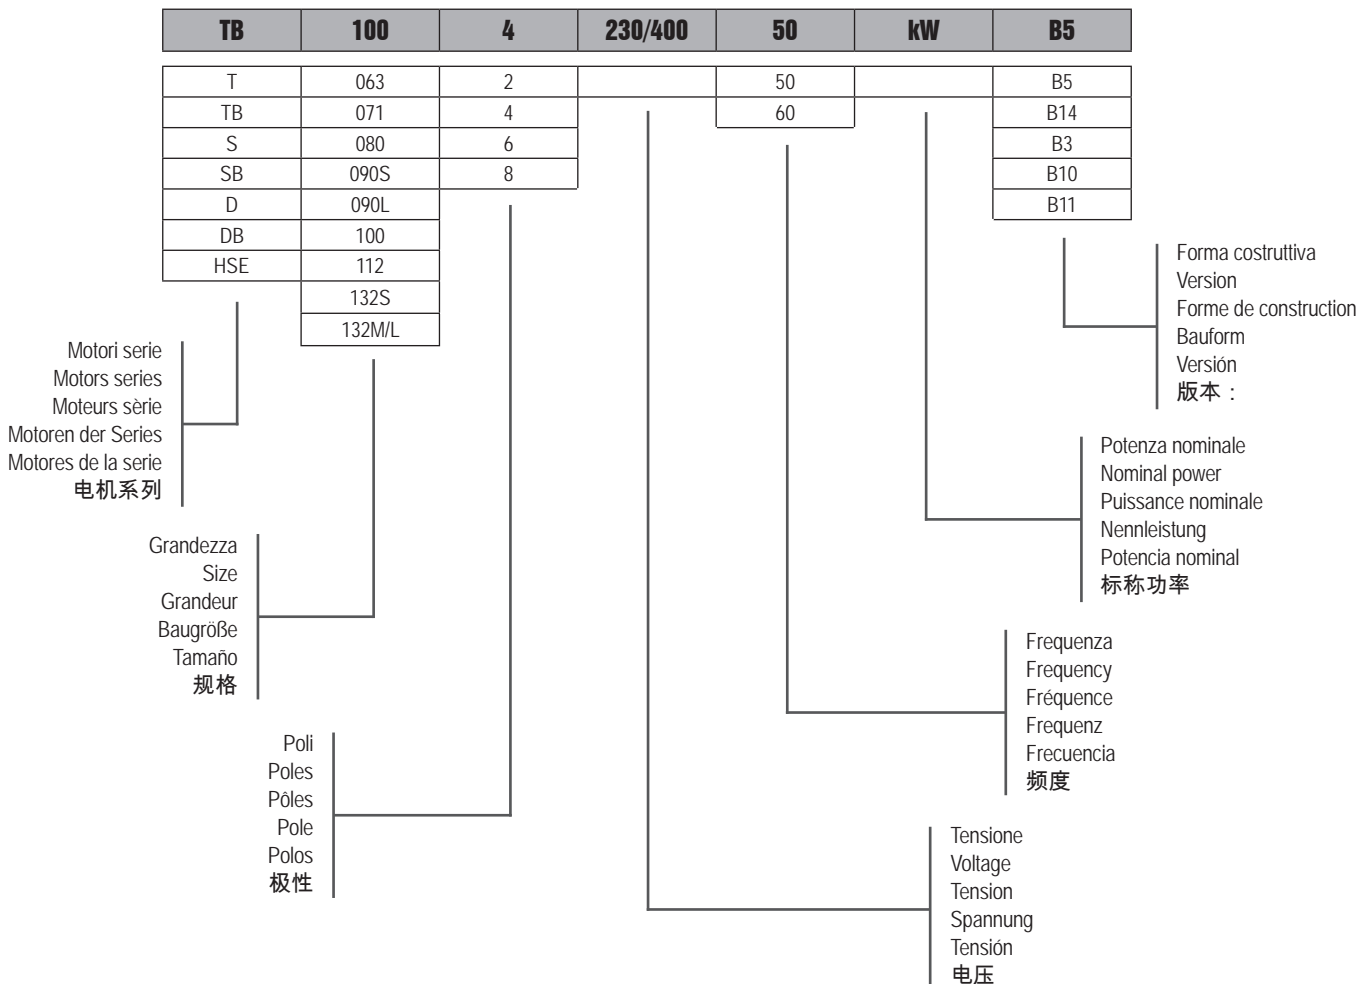 TB 100 4 230/400 50 kW B5
T 063 2 50 B5
TB 071 4 60 B14
S 080 6 B3
SB 090S 8 B10
D 090L B11
DB 100
HSE 112
132S
132M/L
Motori serie
Motors series
Moteurs sèrie
Motoren der Series
Motores de la serie
电机系列
Grandezza
Size
Grandeur
Baugröße
Tamaño
规格
Poli
Poles
Pôles
Pole
Polos
极性
Forma costruttiva
Version
Forme de construction
Bauform
Versión
版本：
Potenza nominale
Nominal power
Puissance nominale
Nennleistung
Potencia nominal
标称功率
Frequenza
Frequency
Fréquence
Frequenz
Frecuencia
频度
Tensione
Voltage
Tension
Spannung
Tensión
电压